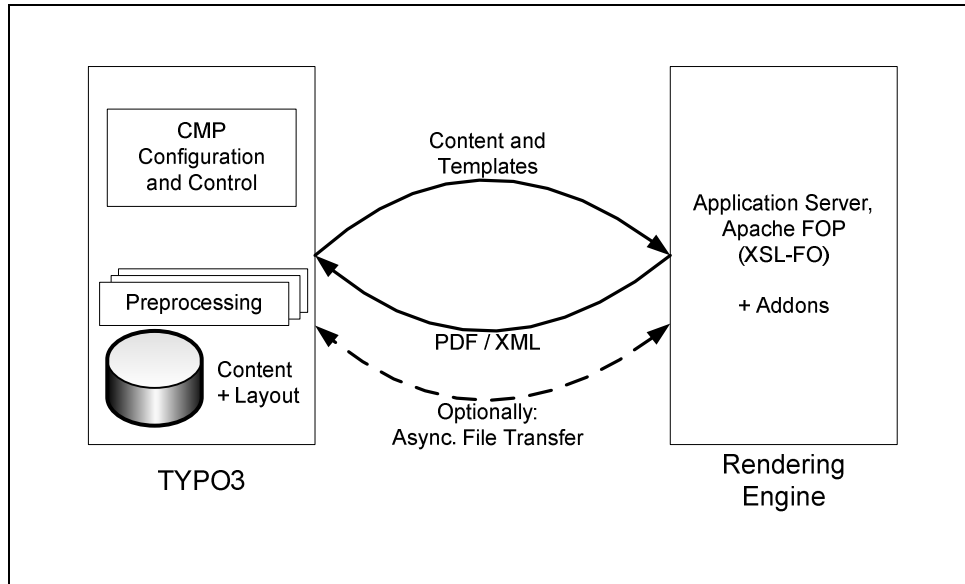 CMP
Configuration
and Control
Preprocessing
Content
+ Layout
TYPO3
Content and
Templates
PDF / XML
Optionally:
Async. File Transfer
Application Server,
Apache FOP
(XSL-FO)
+ Addons
Rendering
Engine